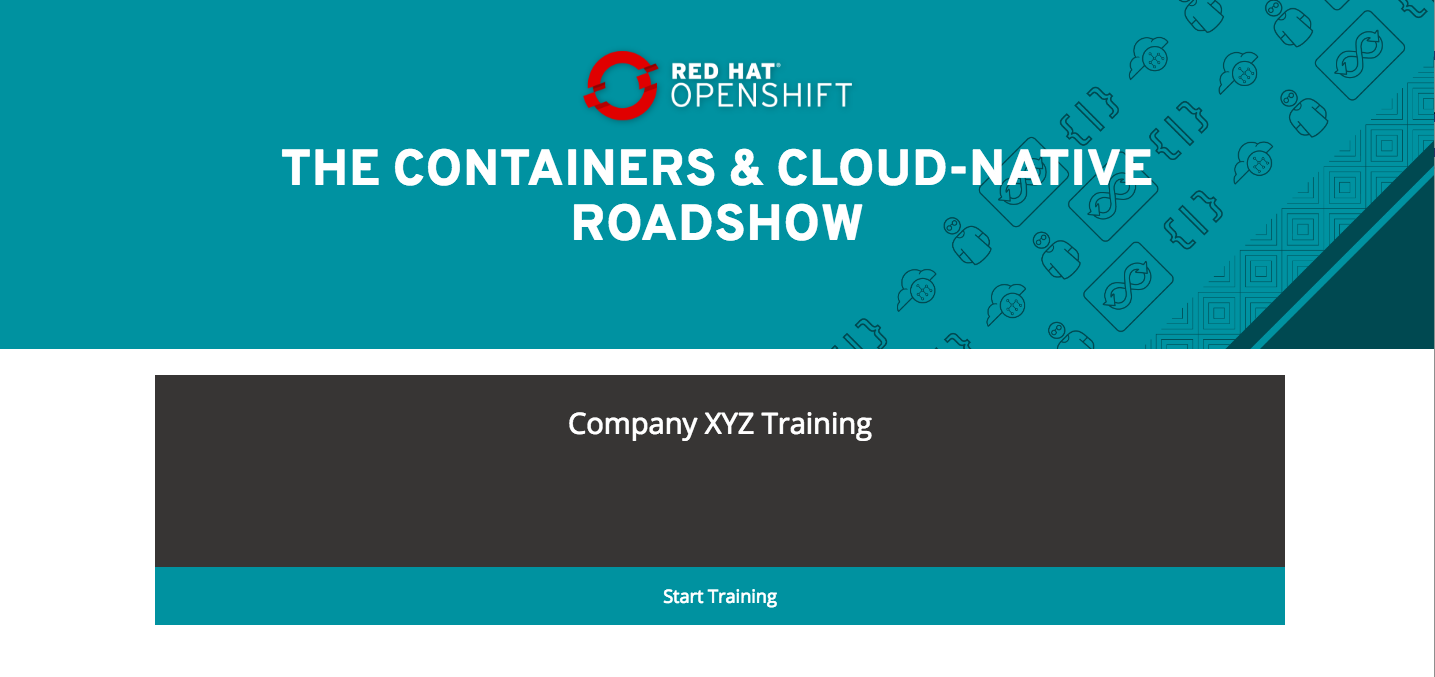 RED HAT®
OPENSHIFT
THE CONTAINERS & CLOUD-NATIVE
ROADSHOW
Company XYZ Training
Start Training